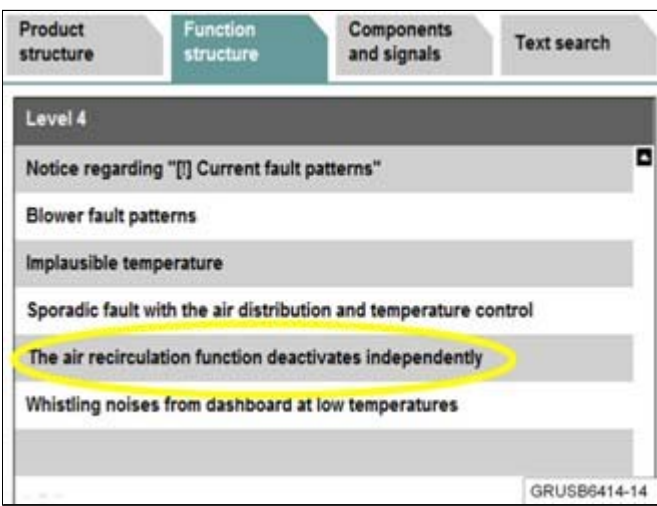 Product structure
Function structure
Components and signals
Text search
Level 4
Notice regarding "[!] Current fault patterns"
Blower fault patterns
Implausible temperature
Sporadic fault with the air distribution and temperature control
The air recirculation function deactivates independently
Whistling noises from dashboard at low temperatures
GRUSB6414-14